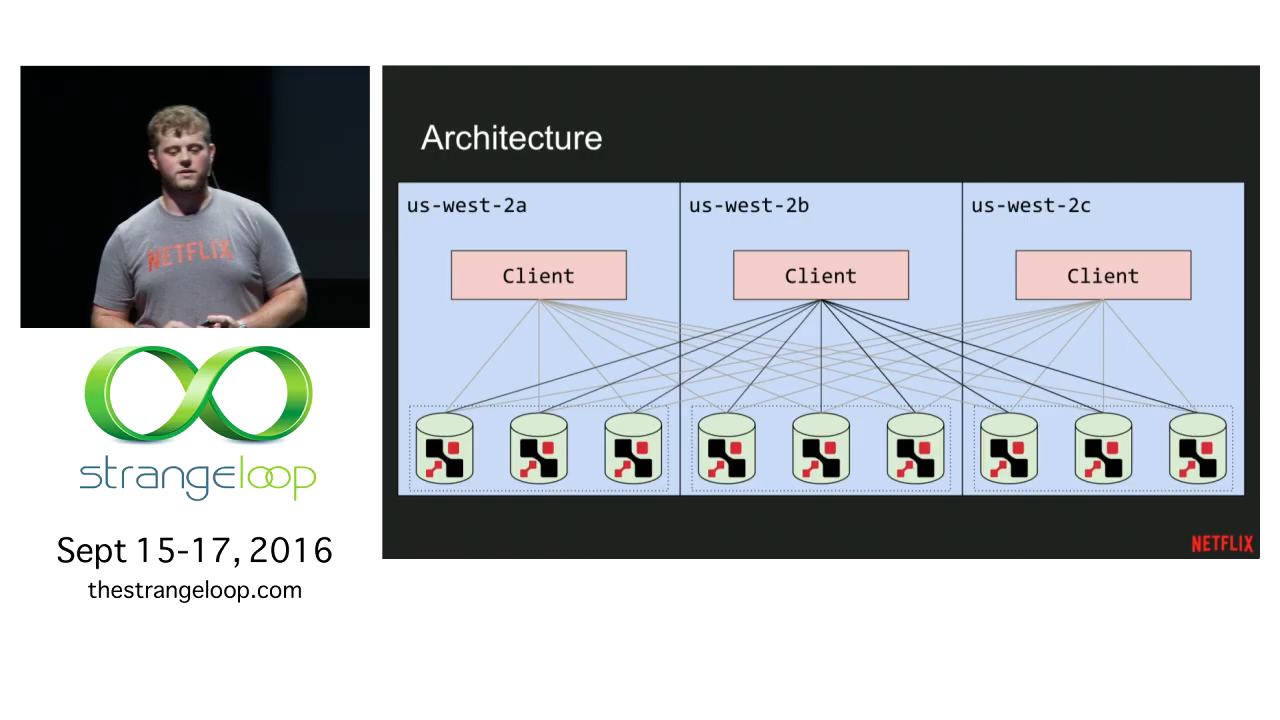 NETFLIX
strangeloop
Sept 15-17, 2016
thestrangeloop.com
Architecture
us-west-2a
us-west-2b
us-west-2c
Client
Client
Client
NETFLIX